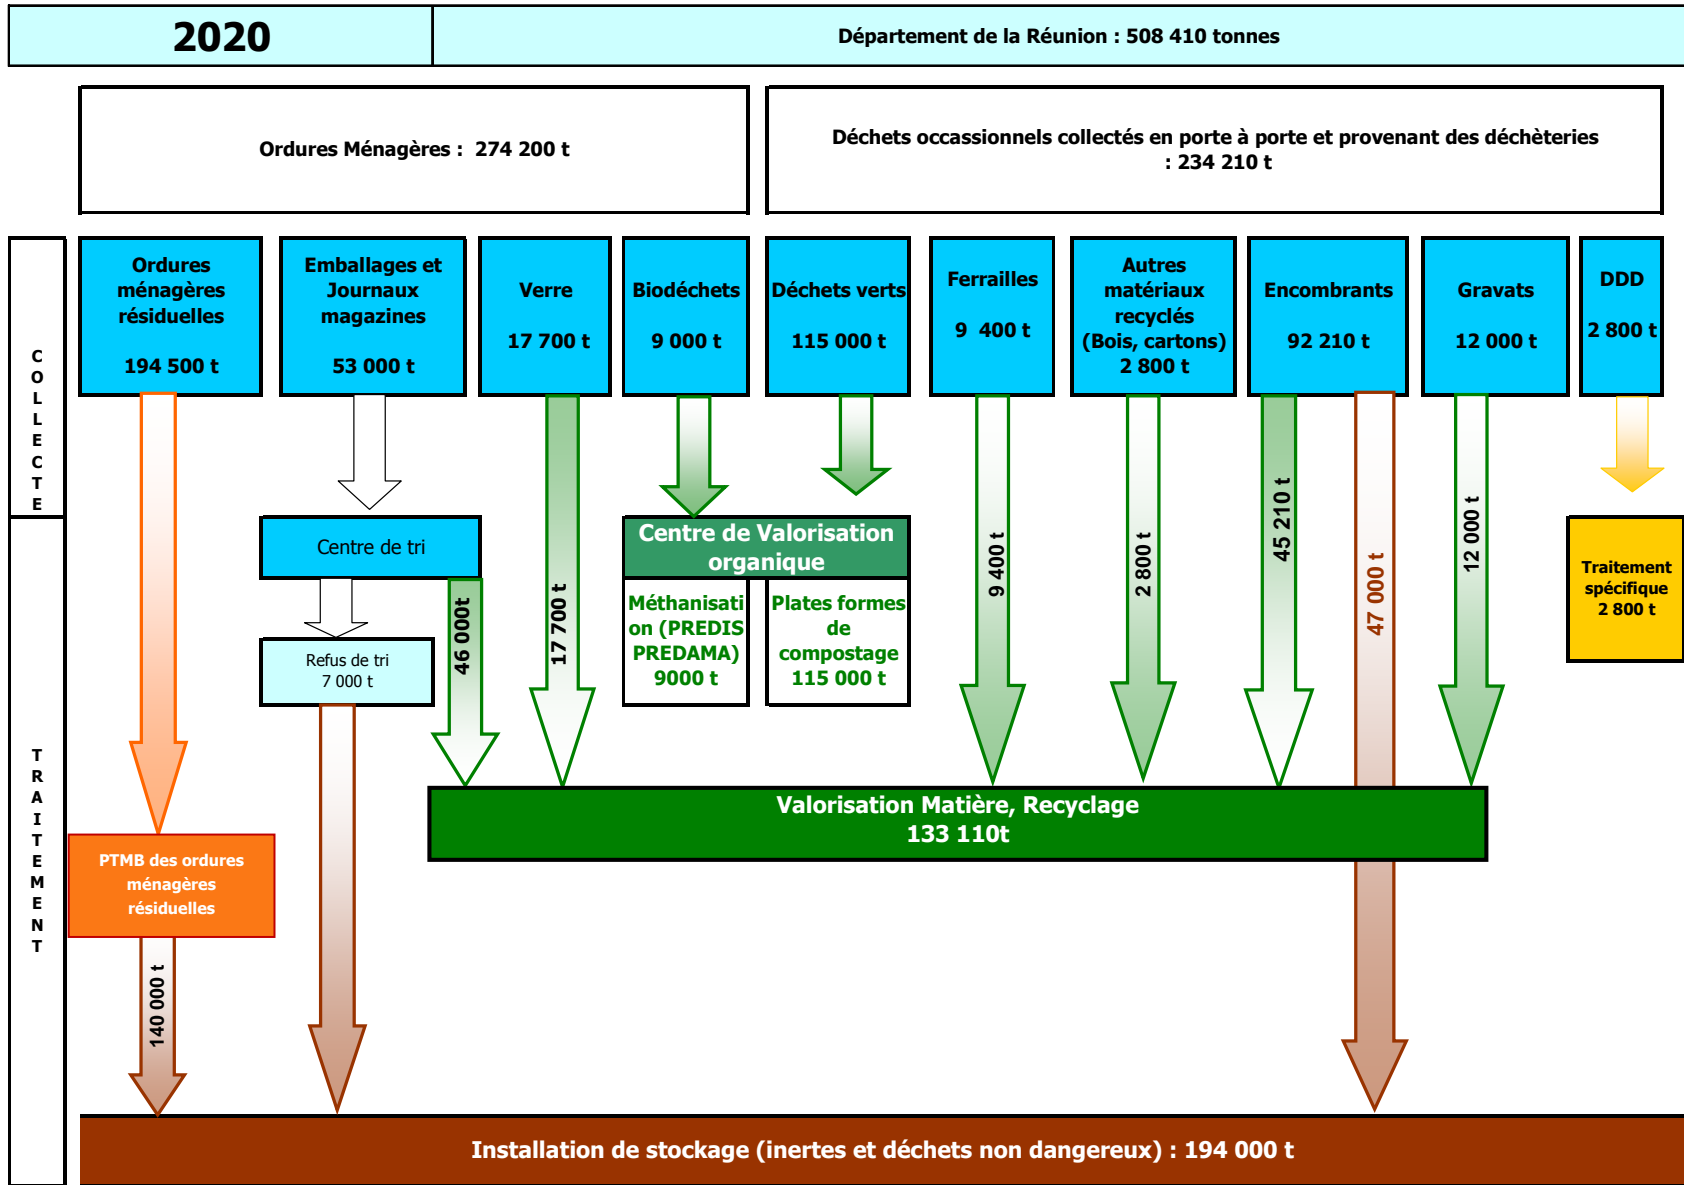 2020
Département de la Réunion : 508 410 tonnes
Ordures Ménagères :  274 200 t
Déchets occassionnels collectés en porte à porte et provenant des déchèteries
: 234 210 t
COLLECTE
Ordures
ménagères
résiduelles
194 500 t
Emballages et
Journaux
magazines
53 000 t
Verre
17 700 t
Biodéchets
9 000 t
Déchets verts
115 000 t
Ferrailles
9  400 t
Autres
matériaux
recyclés
(Bois, cartons)
2 800 t
Encombrants
92 210 t
Gravats
12 000 t
DDD
2 800 t
TRAITEMENT
Centre de tri
Refus de tri
7 000 t
46 000t
17 700 t
Centre de Valorisation
organique
Méthanisati
on (PREDIS
PREDAMA)
9000 t
Plates formes
de
compostage
115 000 t
9 400 t
2 800 t
45 210 t
47 000 t
12 000 t
Traitement
spécifique
2 800 t
Valorisation Matière, Recyclage
133 110t
PTMB des ordures
ménagères
résiduelles
140 000 t
Installation de stockage (inertes et déchets non dangereux) : 194 000 t